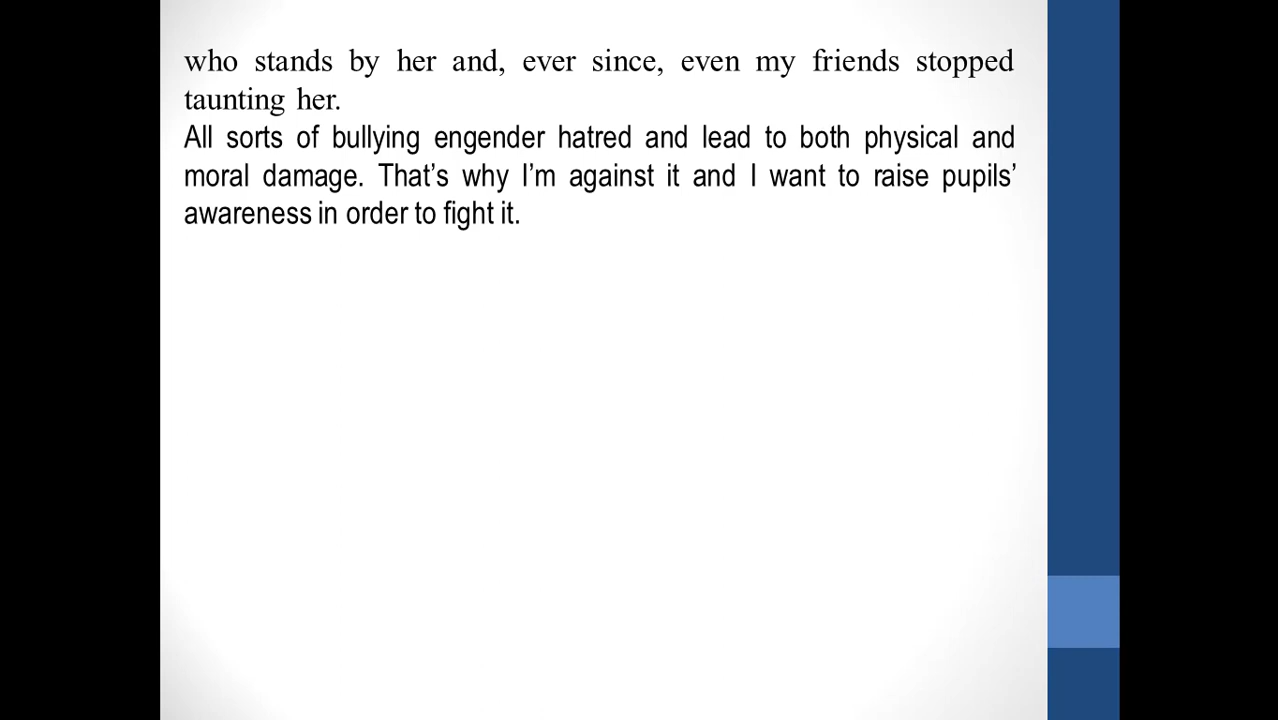 who stands by her and, ever since, even my friends stopped
taunting her.
All sorts of bullying engender hatred and lead to both physical and
moral damage. That’s why I’m against it and I want to raise pupils’
awareness in order to fight it.